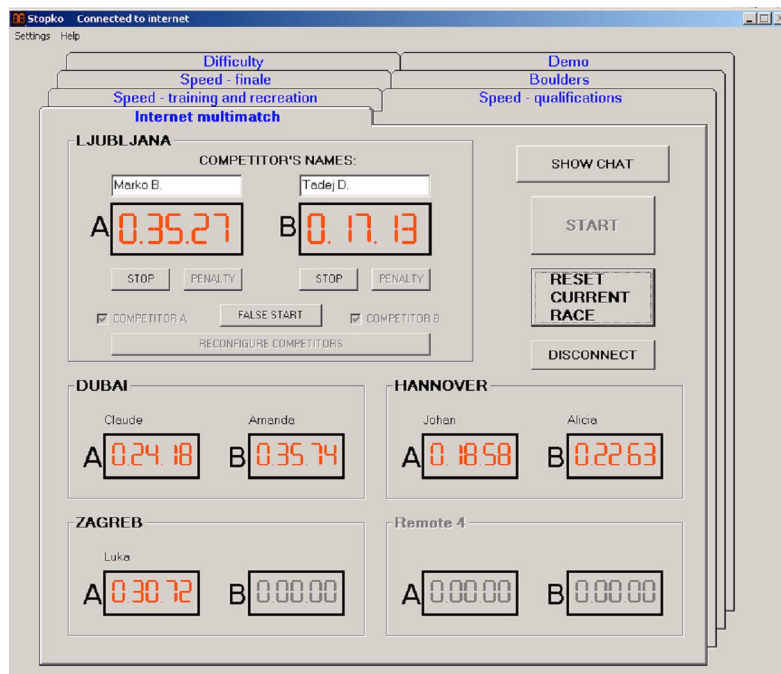 Stopko Connected to internet
Settings Help
Difficulty Demo
Speed - finale Boulders
Speed - training and recreation Speed - qualifications
Internet multimatch
LJUBLJANA
COMPETITOR'S NAMES:
Marko B. Tadej D.
A 0.35.27 B 0.17.13
STOP PENALTY STOP PENALTY
COMPETITOR A FALSE START COMPETITOR B
RECONFIGURE COMPETITORS
SHOW CHAT
START
RESET
CURRENT
RACE
DISCONNECT
DUBAI
Claude Amanda
A 0.24.18 B 0.35.74
HANNOVER
Johan Alicia
A 0.18.58 B 0.22.63
ZAGREB
Luka
A 0.30.72 B 0.00.00
Remote 4
A 0.00.00 B 0.00.00